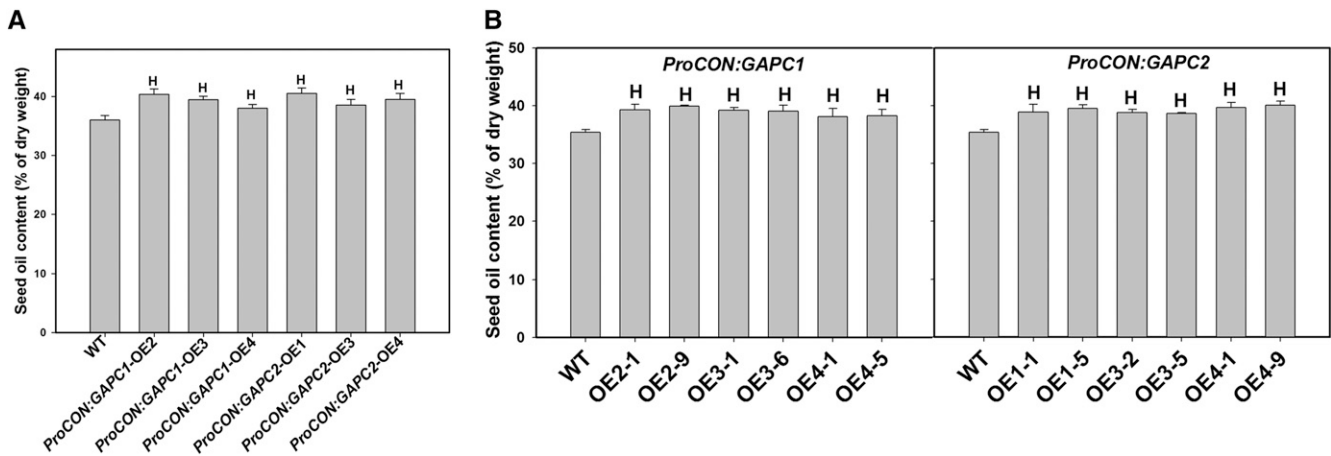 A
Seed oil content (% of dry weight)
40
30
20
10
0
H
H
H
H
H
H
WT
ProCON:GAPC1-OE2
ProCON:GAPC1-OE3
ProCON:GAPC1-OE4
ProCON:GAPC2-OE1
ProCON:GAPC2-OE3
ProCON:GAPC2-OE4
B
Seed oil content (% of dry weight)
50
40
30
20
10
0
ProCON:GAPC1
H
H
H
H
H
H
WT
OE2-1
OE2-9
OE3-1
OE3-6
OE4-1
OE4-5
ProCON:GAPC2
H
H
H
H
H
H
WT
OE1-1
OE1-5
OE3-2
OE3-5
OE4-1
OE4-9